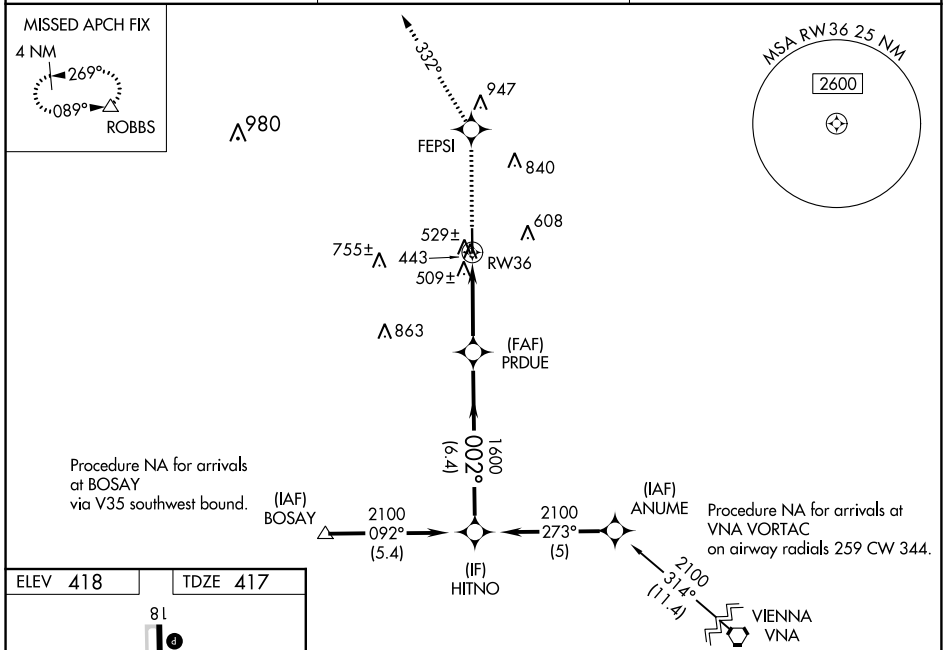 MISSED APCH FIX
4 NM
269°
089°
ROBBS
332°
947
FEPSI
980
840
MSA RW36 25 NM
2600
608
529±
755±
443
RW36
509±
863
(FAF)
PRDUE
1600
002°
(6.4)
Procedure NA for arrivals
at BOSAY
via V35 southwest bound.
(IAF)
BOSAY
2100
092°
(5.4)
(IF)
HITNO
2100
273°
(5)
(IAF)
ANUME
Procedure NA for arrivals at
VNA VORTAC
on airway radials 259 CW 344.
2100
314°
(11.4)
VIENNA
VNA
ELEV 418
TDZE 417
18
P